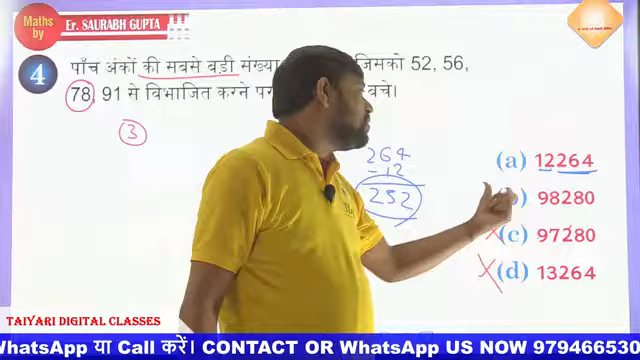 Maths
by
Er. SAURABH GUPTA
4
पाँच अंकों की सबसे बड़ी संख्या जिसको 52, 56,
78, 91 से विभाजित करने पर बचे।
3
264
-12
252
(a) 12264
98280
(c) 97280
(d) 13264
TAIYARI DIGITAL CLASSES
WhatsApp या Call करें। CONTACT OR WhatsApp US NOW 979466530